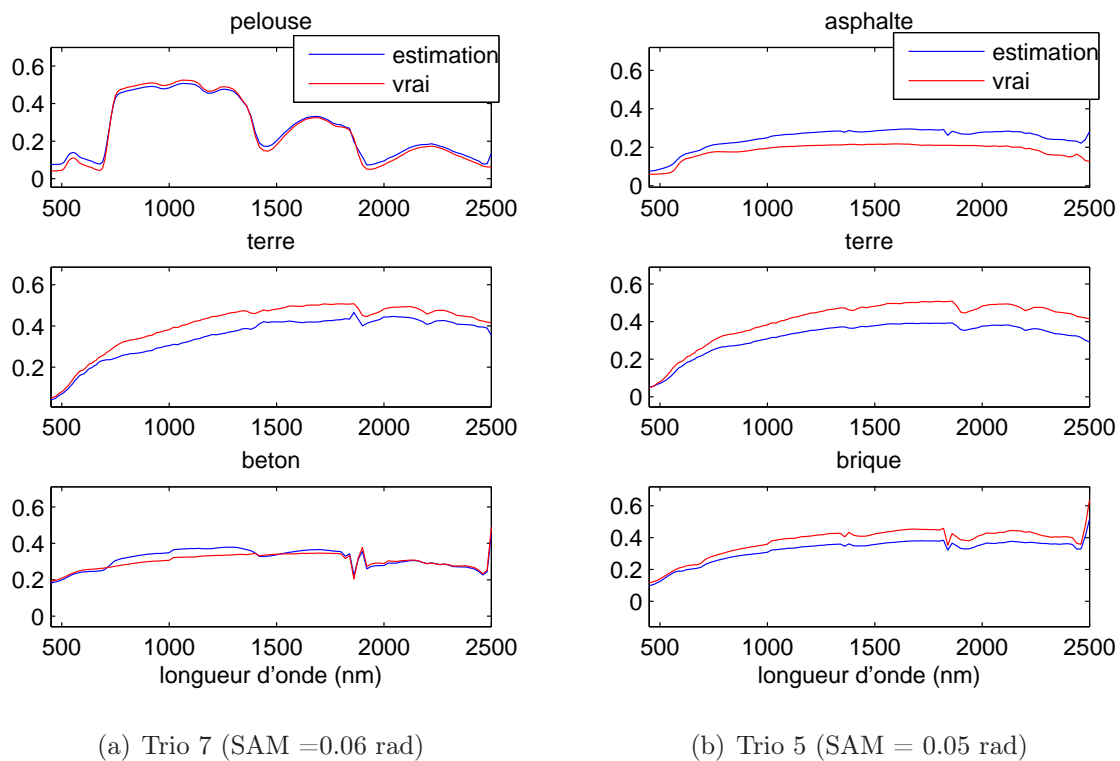 pelouse
estimation
vrai
0.6
0.4
0.2
0
500 1000 1500 2000 2500
terre
0.6
0.4
0.2
0
500 1000 1500 2000 2500
beton
0.6
0.4
0.2
0
500 1000 1500 2000 2500
longueur d'onde (nm)
(a) Trio 7 (SAM =0.06 rad)
asphalte
estimation
vrai
0.6
0.4
0.2
0
500 1000 1500 2000 2500
terre
0.6
0.4
0.2
0
500 1000 1500 2000 2500
brique
0.6
0.4
0.2
0
500 1000 1500 2000 2500
longueur d'onde (nm)
(b) Trio 5 (SAM = 0.05 rad)